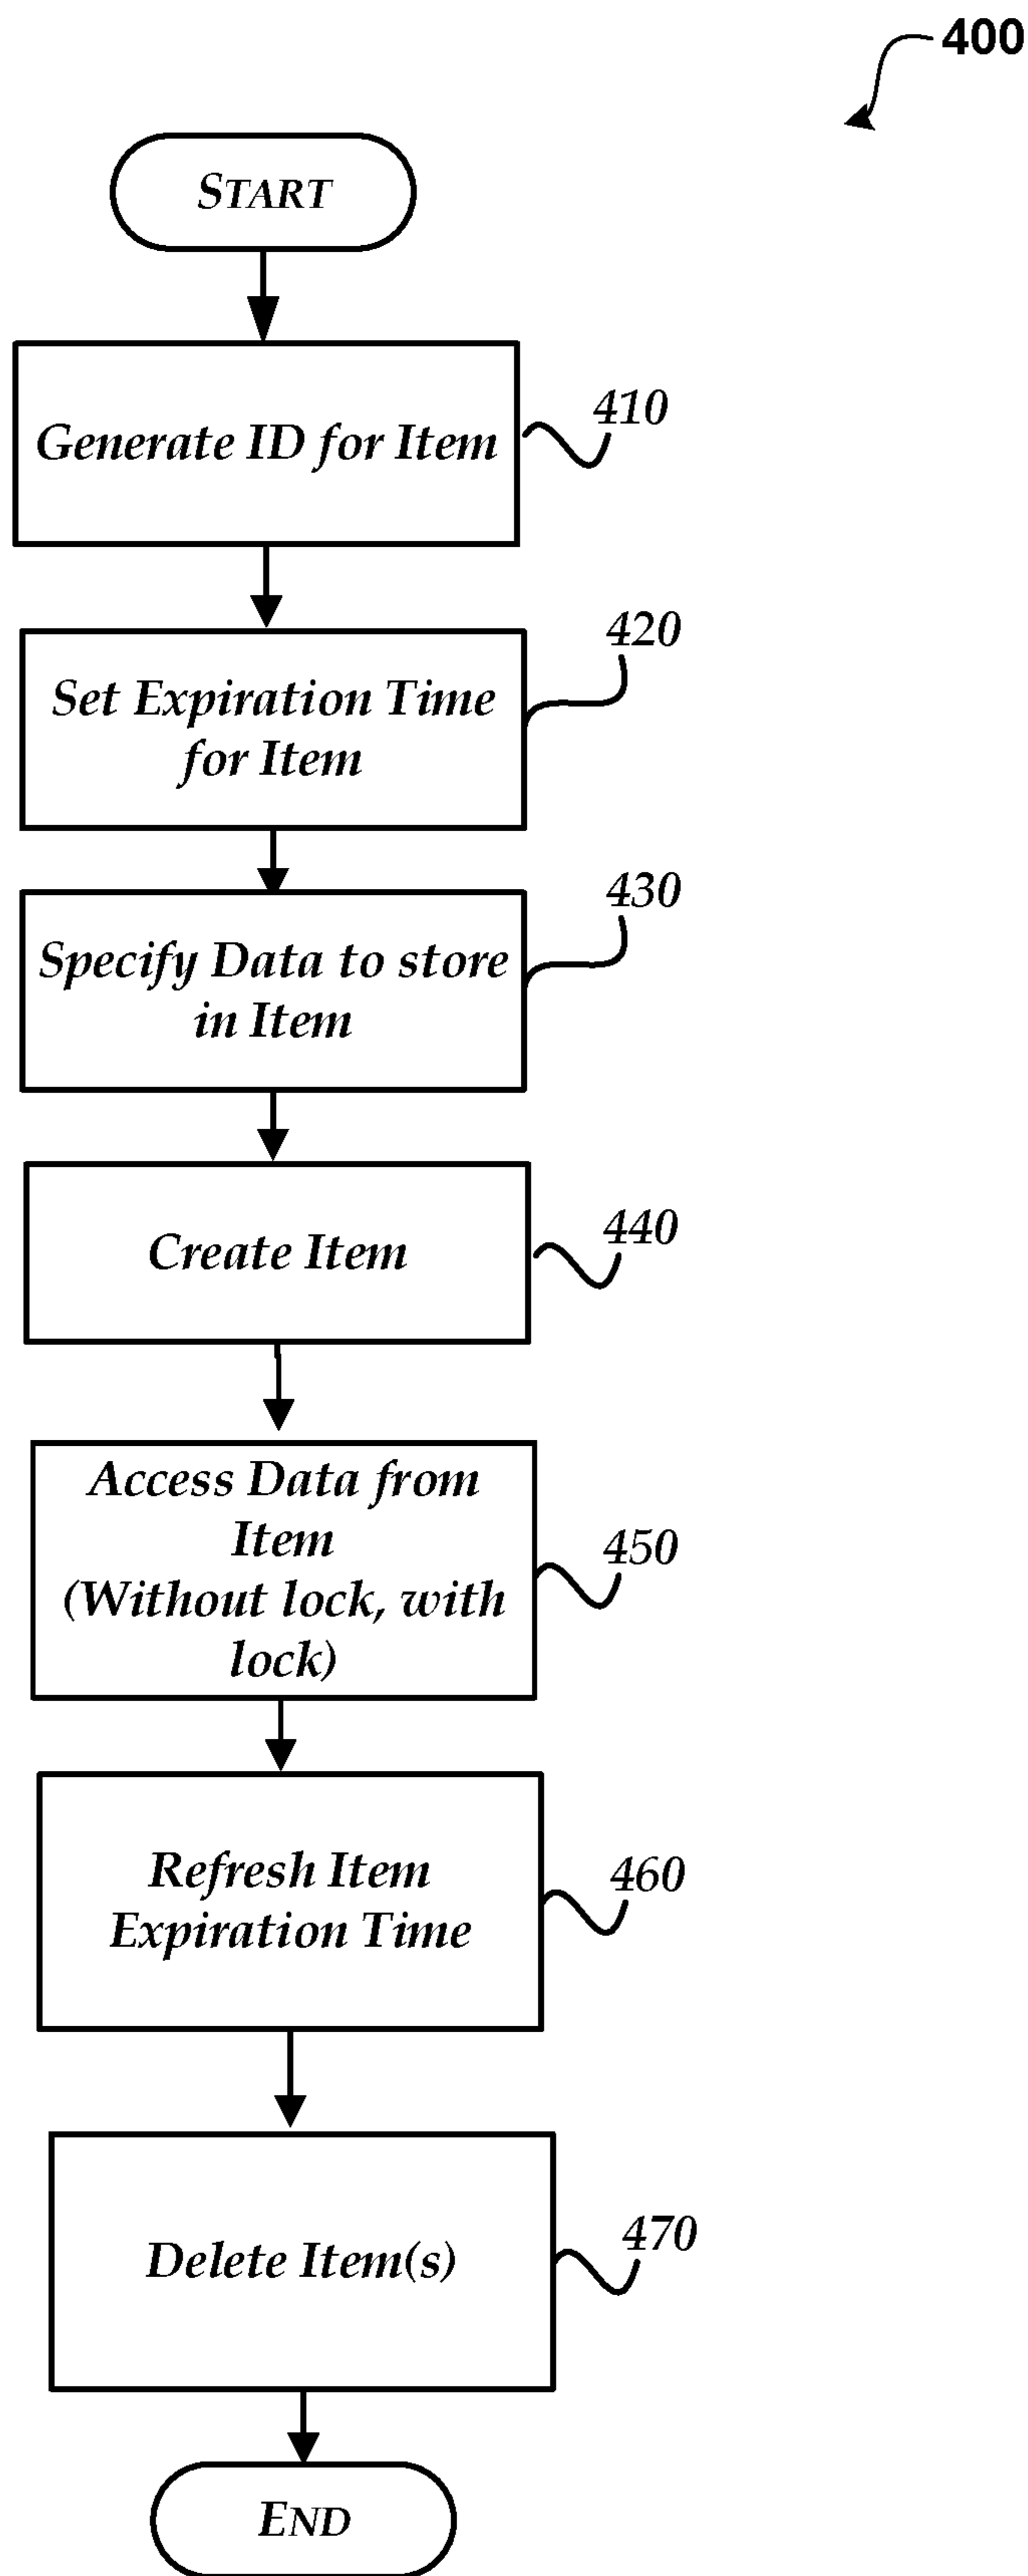 400
START
Generate ID for Item
410
Set Expiration Time
for Item
420
Specify Data to store
in Item
430
Create Item
440
Access Data from
Item
(Without lock, with
lock)
450
Refresh Item
Expiration Time
460
Delete Item(s)
470
END